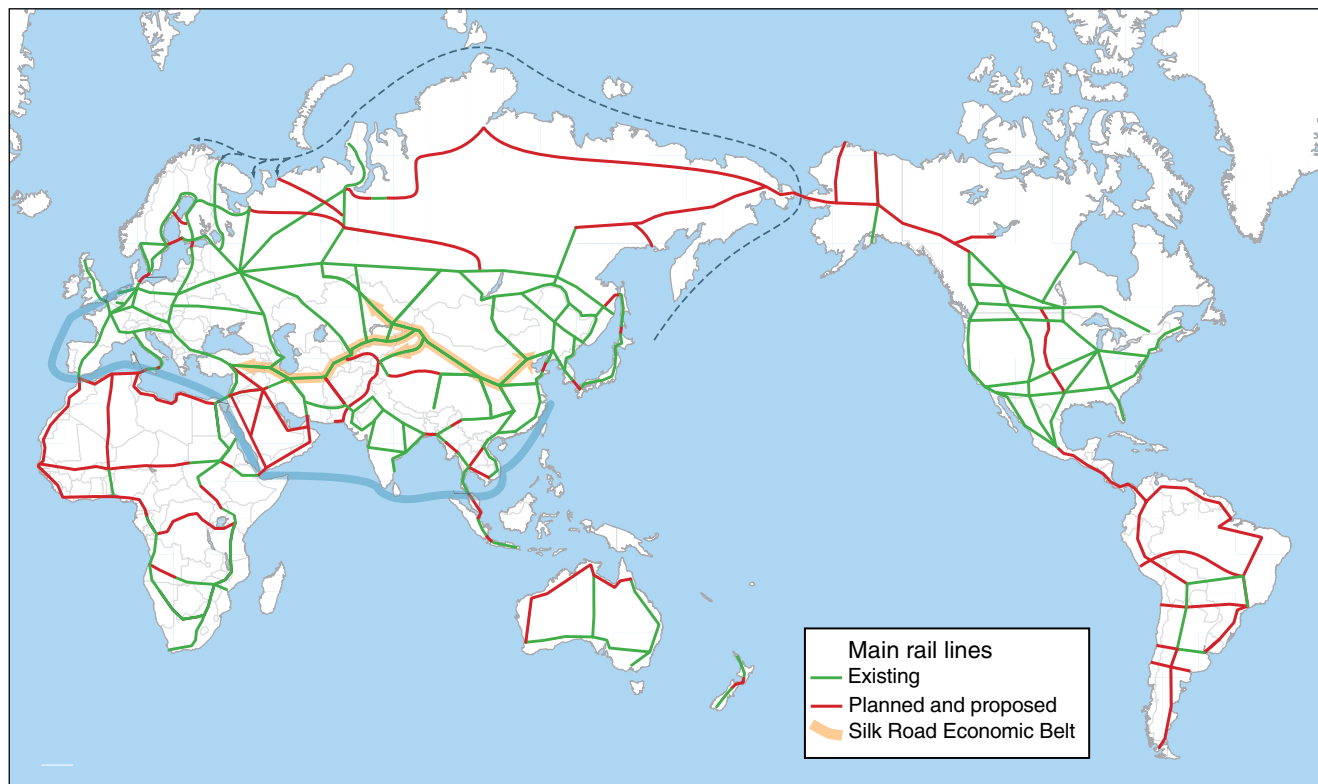 Main rail lines
Existing
Planned and proposed
Silk Road Economic Belt